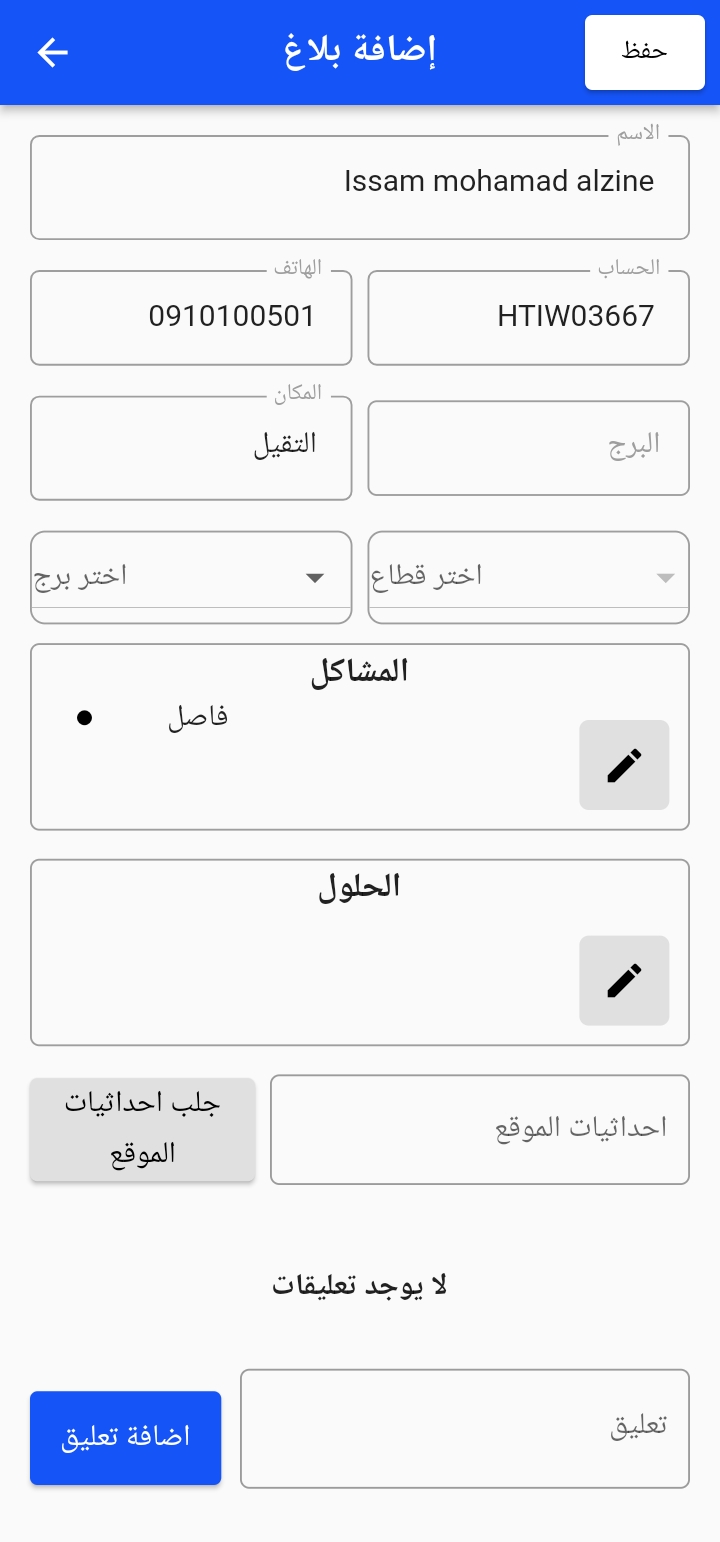 حفظ
إضافة بلاغ
الاسم
Issam mohamad alzine
الحساب
HTIW03667
الهاتف
0910100501
البرج
المكان
التقيل
اختر قطاع
اختر برج
المشاكل
فاصل
الحلول
احداثيات الموقع
جلب احداثيات
الموقع
لا يوجد تعليقات
تعليق
اضافة تعليق